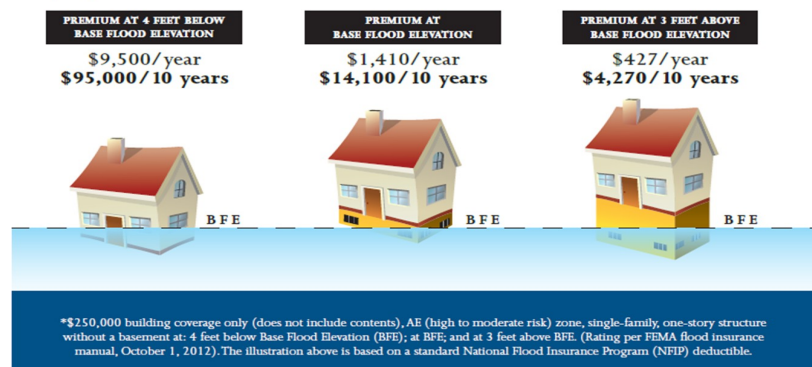 PREMIUM AT 4 FEET BELOW
BASE FLOOD ELEVATION
$9,500/year
$95,000/10 years
PREMIUM AT
BASE FLOOD ELEVATION
$1,410/year
$14,100/10 years
PREMIUM AT 3 FEET ABOVE
BASE FLOOD ELEVATION
$427/year
$4,270/10 years
BFE
BFE
BFE
*$250,000 building coverage only (does not include contents), AE (high to moderate risk) zone, single-family, one-story structure
without a basement at: 4 feet below Base Flood Elevation (BFE); at BFE; and at 3 feet above BFE. (Rating per FEMA flood insurance
manual, October 1, 2012). The illustration above is based on a standard National Flood Insurance Program (NFIP) deductible.